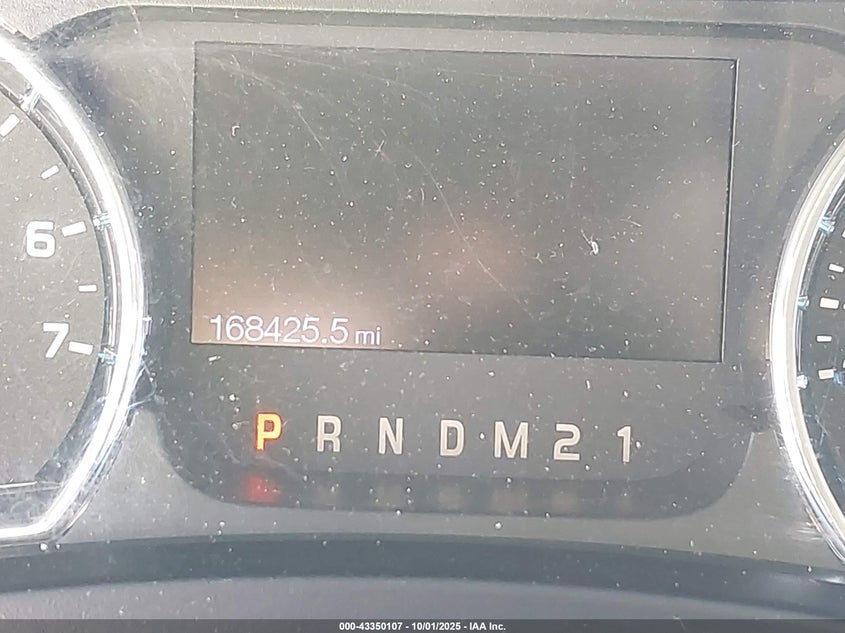 6
7
168425.5 mi
P R N D M 2 1
000-43350107 - 10/01/2025 - IAA Inc.